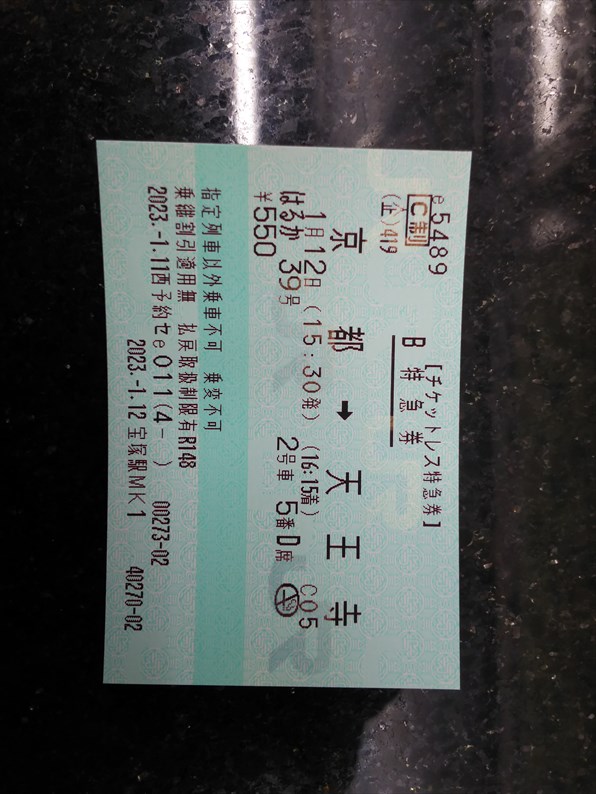 e5489 [チケットレス特急券]
C制 B 特急券
(企)419
京都 → 天王寺
1月12日 (15:30発) (16:15着) C05
はるか 39号 2号車 5番D席
¥550
指定列車以外乗車不可 乗変不可
乗継割引適用無 払戻取扱制限有R148
2023.-1.11西予約セe011(4- ) 00273-02
2023.-1.12 宝塚駅MK1 40270-02